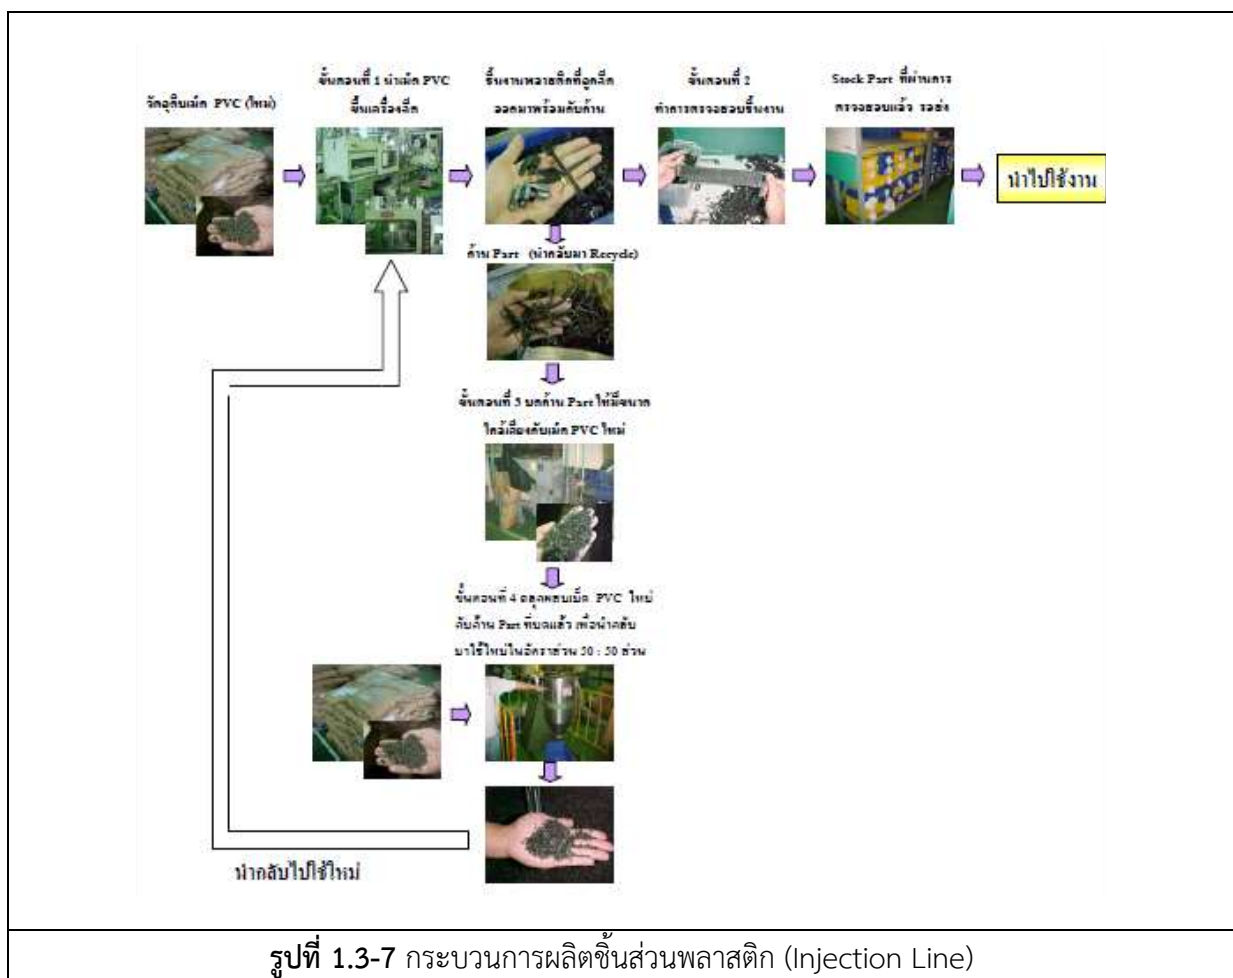 วัตถุดิบเม็ด PVC (ใหม่)
ขั้นตอนที่ 1 นำเม็ด PVC
ขึ้นเครื่องฉีด
ชิ้นงานพลาสติกที่ถูกฉีด
ออกมาพร้อมกับก้าน
ขั้นตอนที่ 2
ทำการตรวจสอบชิ้นงาน
Stock Part ที่ผ่านการ
ตรวจสอบแล้ว รอส่ง
นำไปใช้งาน
ก้าน Part (นำกลับมา Recycle)
ขั้นตอนที่ 3 บดก้าน Part ให้มีขนาด
ใกล้เคียงกับเม็ด PVC ใหม่
ขั้นตอนที่ 4 คลุกผสมเม็ด PVC ใหม่
กับก้าน Part ที่บดแล้ว เพื่อนำกลับ
มาใช้ใหม่ในอัตราส่วน 50 : 50 ส่วน
นำกลับไปใช้ใหม่
รูปที่ 1.3-7 กระบวนการผลิตชิ้นส่วนพลาสติก (Injection Line)